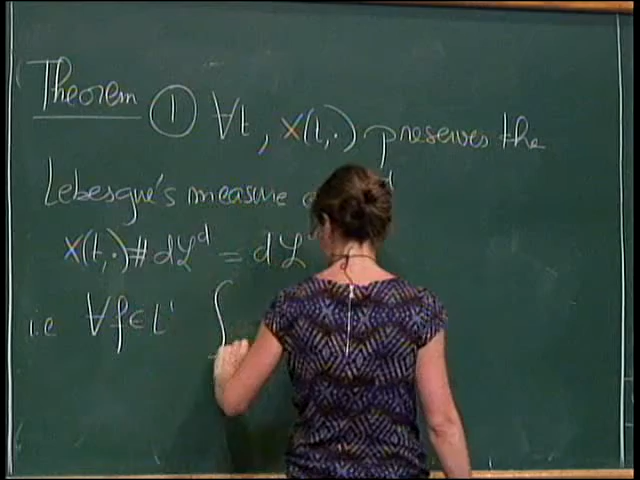 Theorem ① ∀t, X(t,·) preserves the
Lebesgue's measure
X(t,·)#dℒ^d = dℒ
i.e ∀f∈L¹ ∫